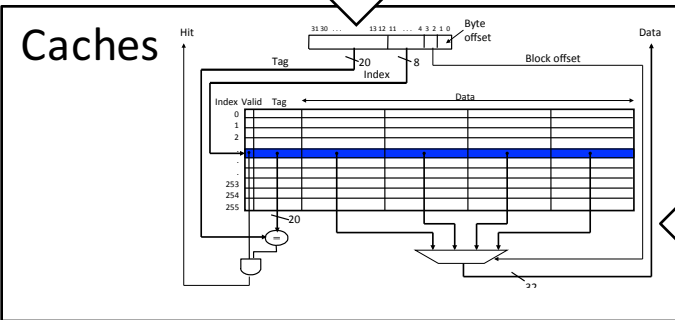 Caches
Hit
31 30 ... 13 12 11 ... 4 3 2 1 0
Byte
offset
Data
Tag
20
8
Index
Block offset
Index Valid Tag
Data
0
1
2
.
.
.
253
254
255
20
=
32